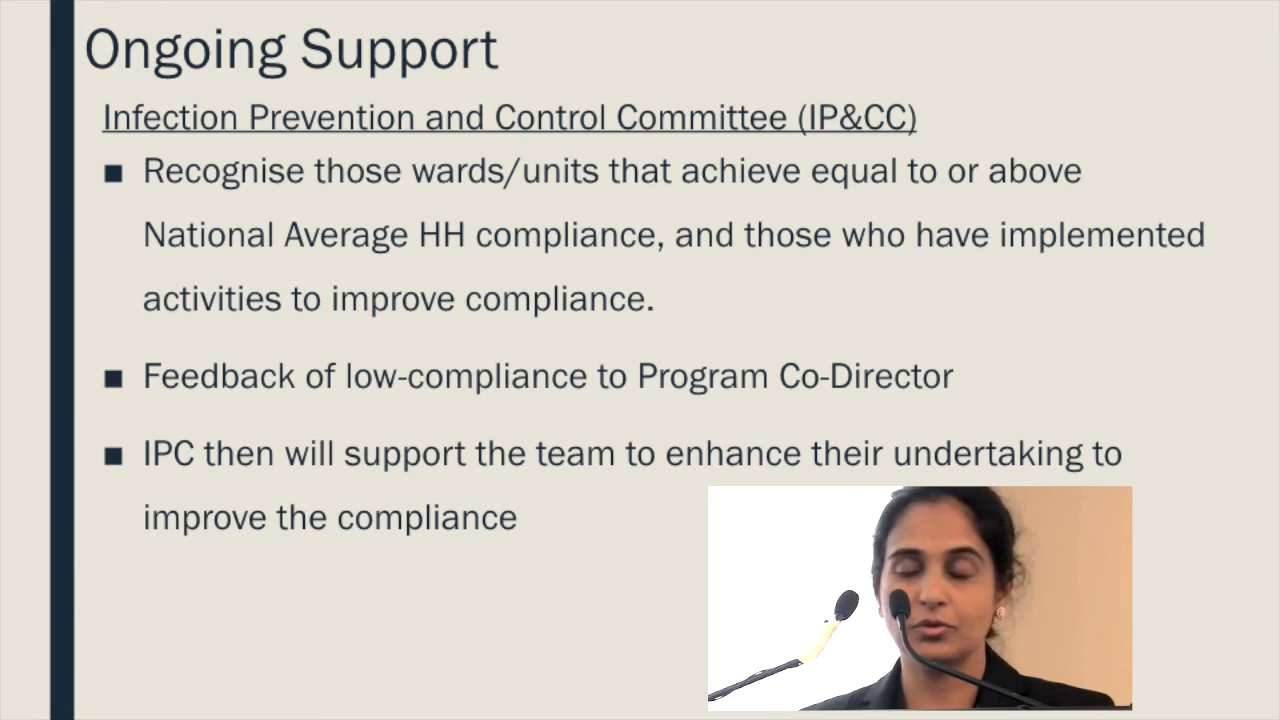 Ongoing Support
Infection Prevention and Control Committee (IP&CC)
■ Recognise those wards/units that achieve equal to or above
National Average HH compliance, and those who have implemented
activities to improve compliance.
■ Feedback of low-compliance to Program Co-Director
■ IPC then will support the team to enhance their undertaking to
improve the compliance